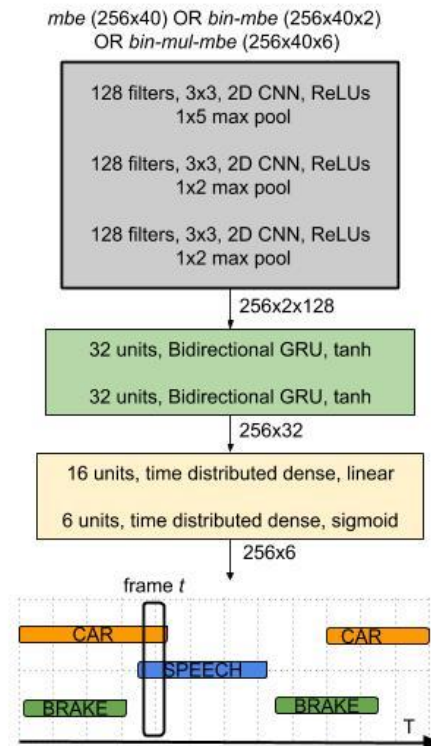 mbe (256x40) OR bin-mbe (256x40x2)
OR bin-mul-mbe (256x40x6)
128 filters, 3x3, 2D CNN, ReLUs
1x5 max pool
128 filters, 3x3, 2D CNN, ReLUs
1x2 max pool
128 filters, 3x3, 2D CNN, ReLUs
1x2 max pool
256x2x128
32 units, Bidirectional GRU, tanh
32 units, Bidirectional GRU, tanh
256x32
16 units, time distributed dense, linear
6 units, time distributed dense, sigmoid
256x6
frame t
CAR
CAR
SPEECH
BRAKE
BRAKE
T